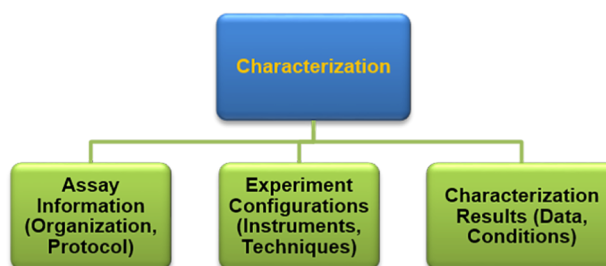 Characterization
Assay
Information
(Organization,
Protocol)
Experiment
Configurations
(Instruments,
Techniques)
Characterization
Results (Data,
Conditions)